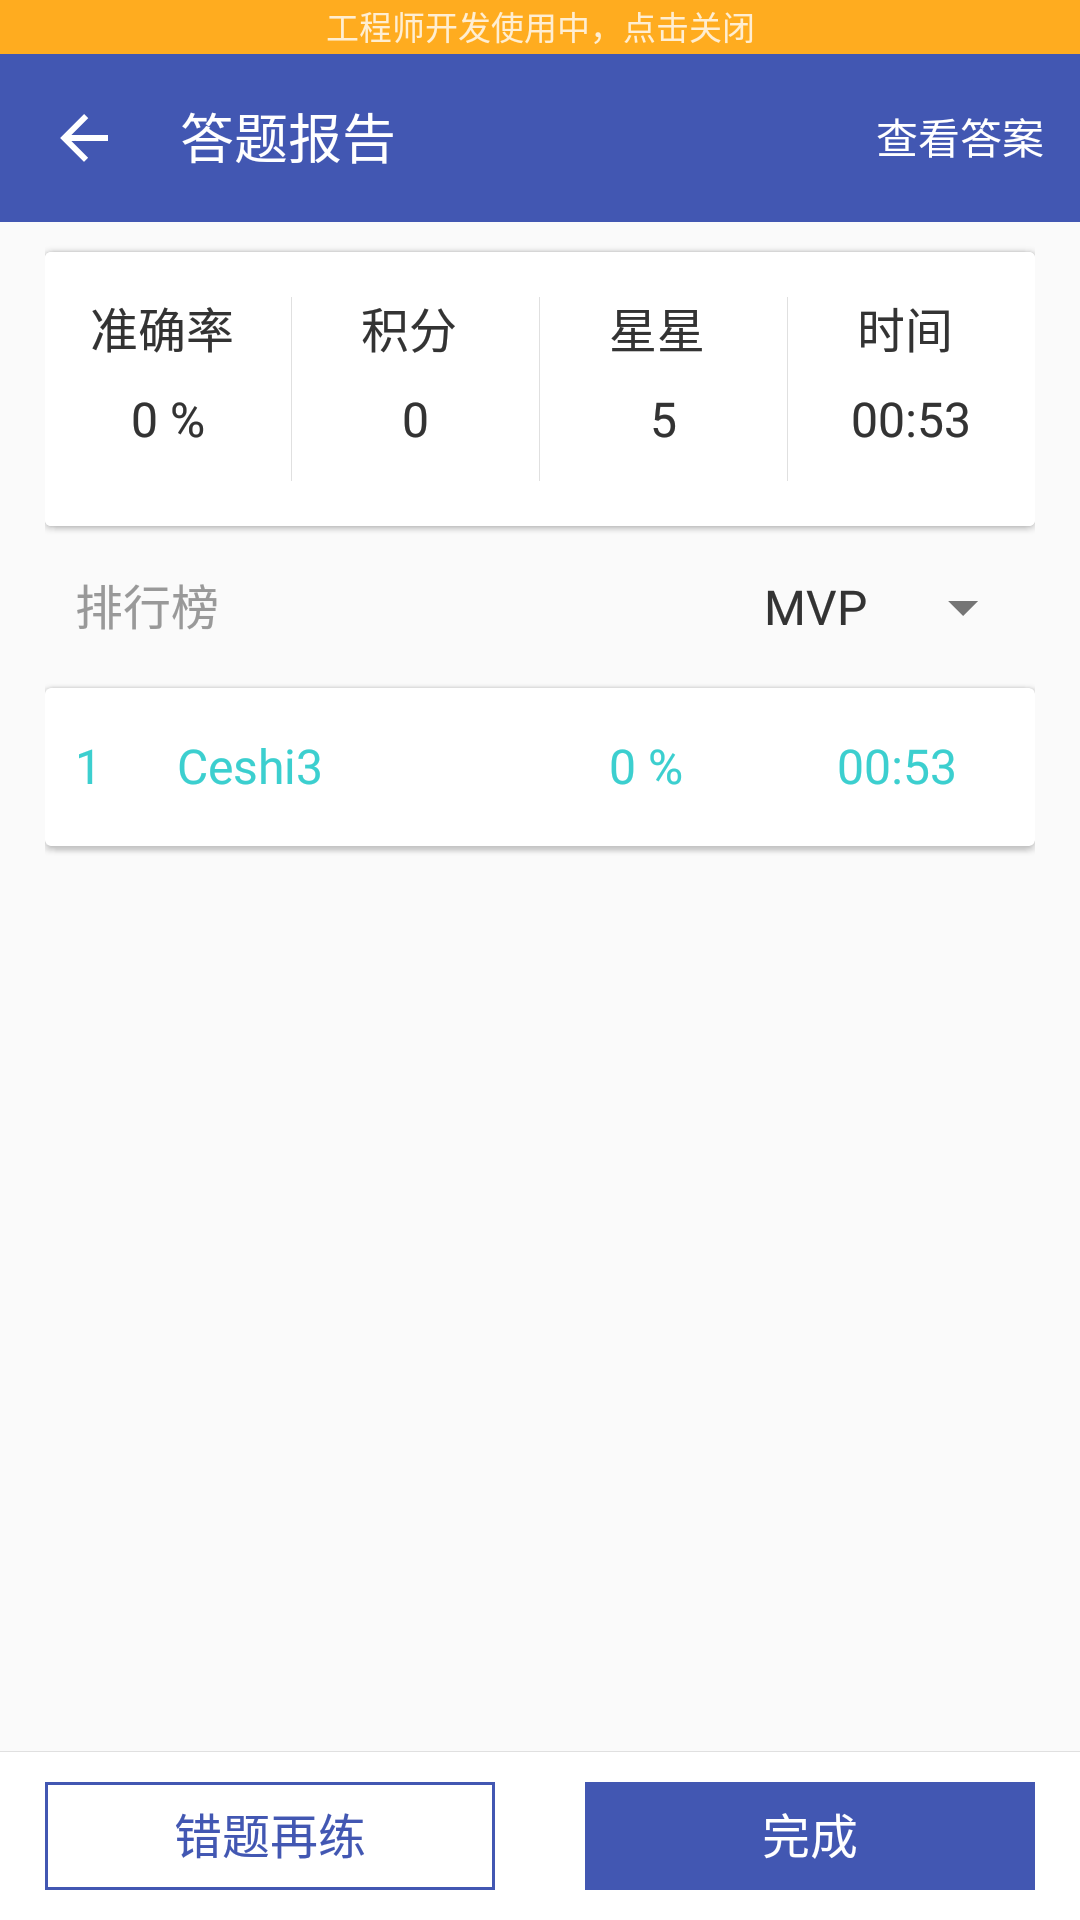 工程师开发使用中，点击关闭
答题报告 查看答案
准确率 积分 星星 时间
0 % 0 5 00:53
排行榜 MVP
1 Ceshi3 0 % 00:53
错题再练 完成